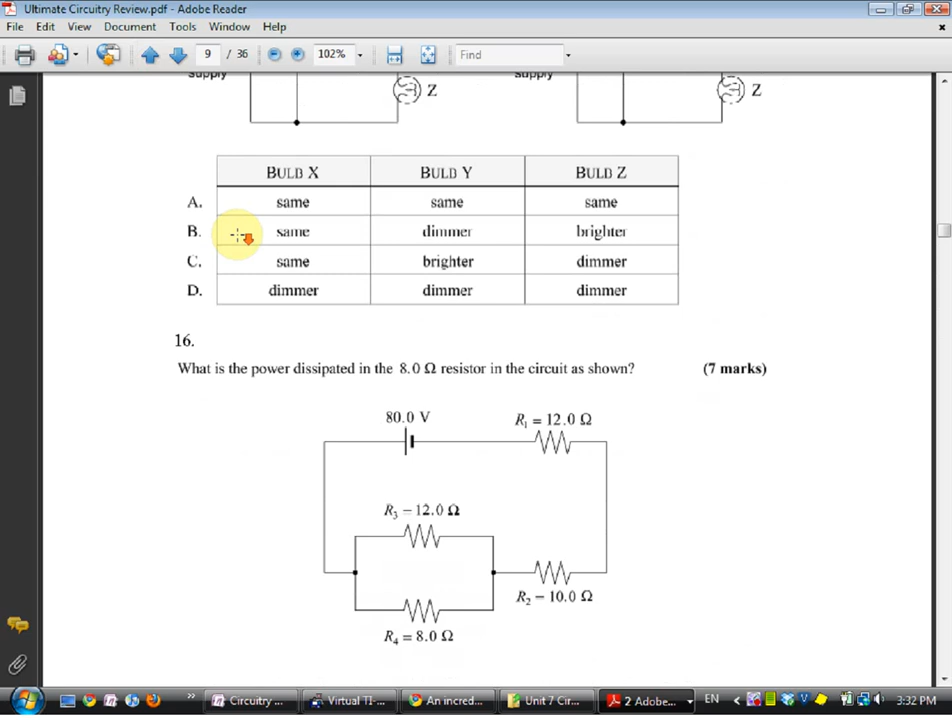 Ultimate Circuitry Review.pdf - Adobe Reader
File Edit View Document Tools Window Help
9 / 36 102% Find
Supply Supply
Z Z
BULB X BULB Y BULB Z
A. same same same
B. same dimmer brighter
C. same brighter dimmer
D. dimmer dimmer dimmer
16.
What is the power dissipated in the 8.0 Ω resistor in the circuit as shown? (7 marks)
80.0 V
R₁ = 12.0 Ω
R₃ = 12.0 Ω
R₂ = 10.0 Ω
R₄ = 8.0 Ω
Circuitry ... Virtual TI-... An incred... Unit 7 Cir... 2 Adobe... EN 3:32 PM